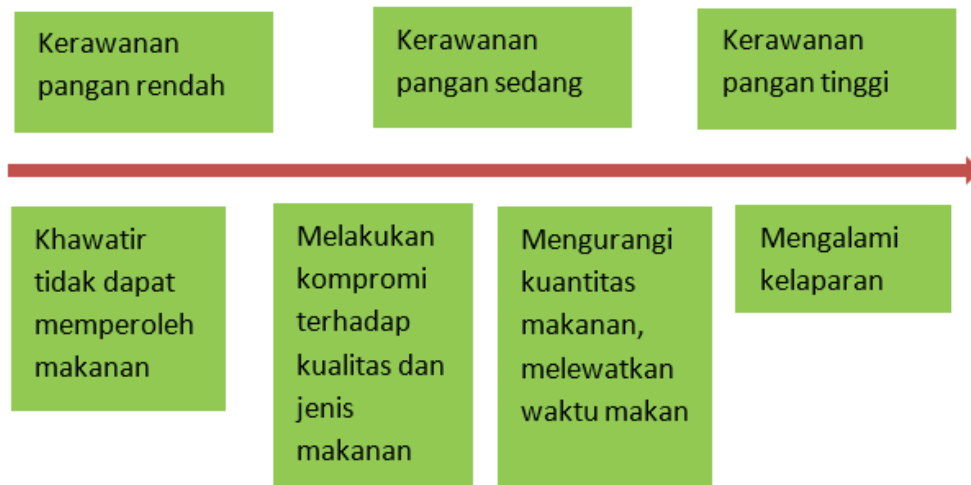 Kerawanan
pangan rendah
Kerawanan
pangan sedang
Kerawanan
pangan tinggi
Khawatir
tidak dapat
memperoleh
makanan
Melakukan
kompromi
terhadap
kualitas dan
jenis
makanan
Mengurangi
kuantitas
makanan,
melewatkan
waktu makan
Mengalami
kelaparan